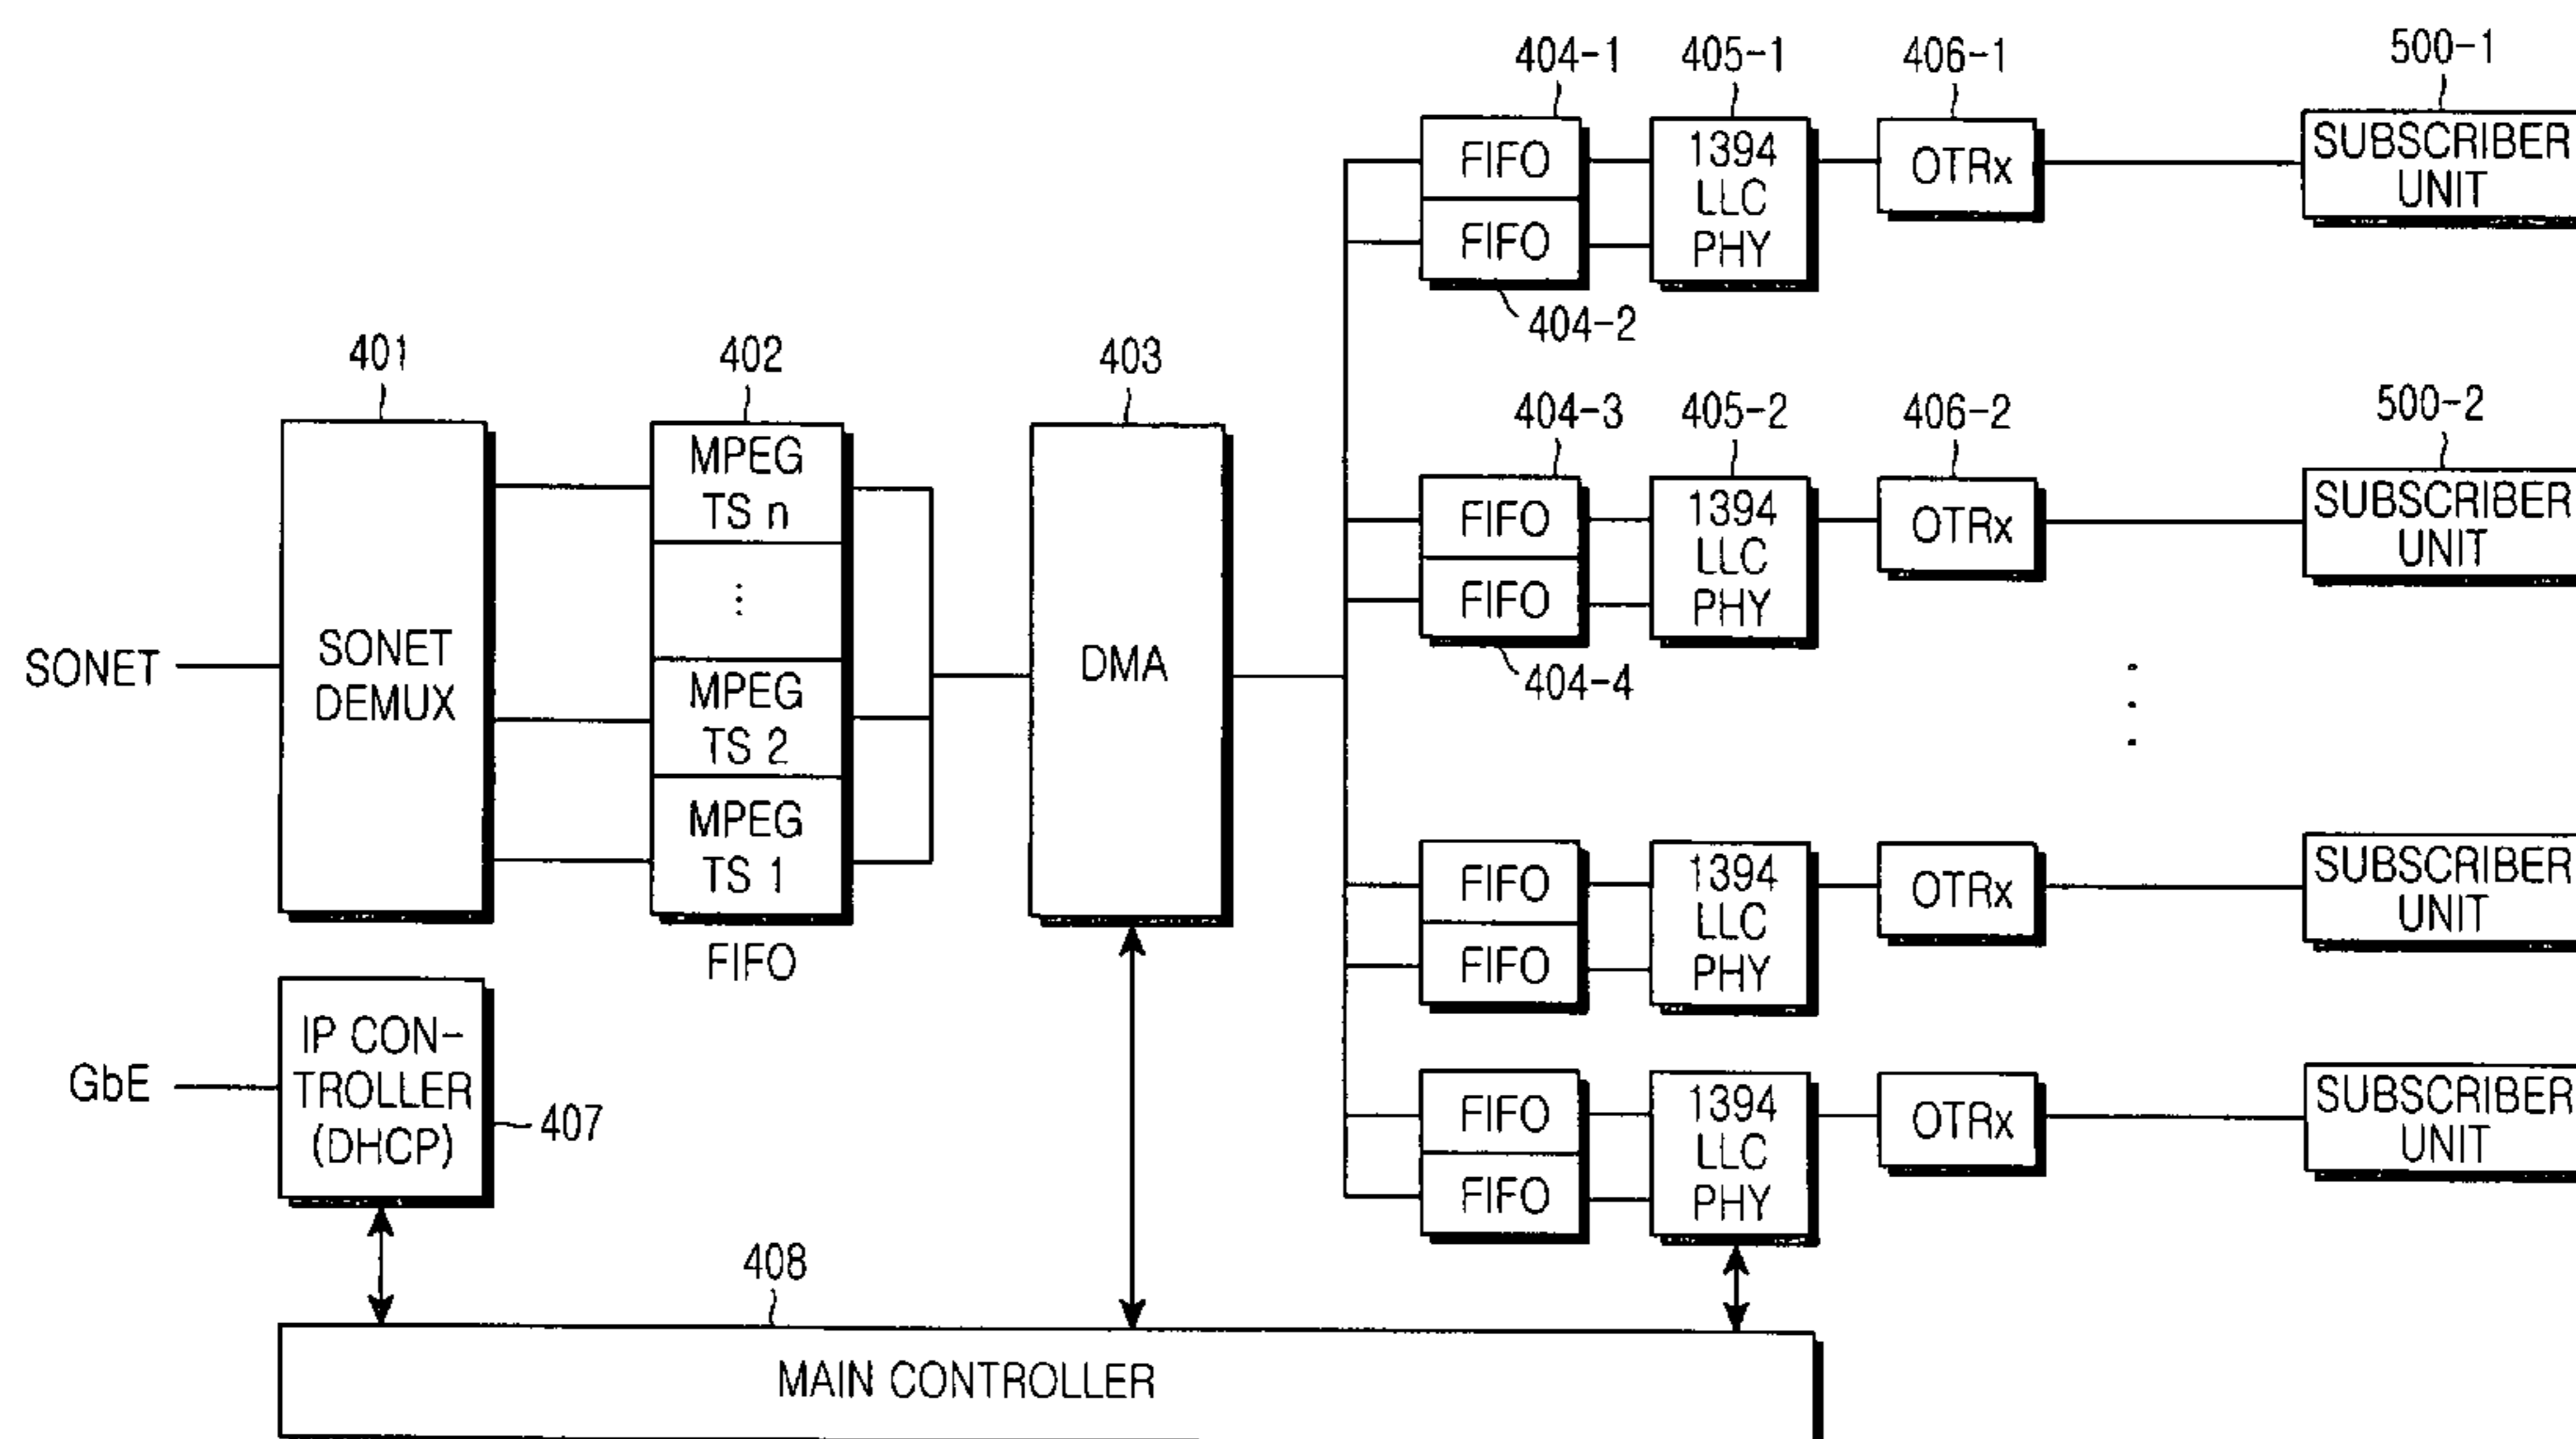 404-1 405-1 406-1 500-1
FIFO
FIFO
1394
LLC
PHY
OTRx
SUBSCRIBER
UNIT
404-2
401 402 403
404-3 405-2 406-2 500-2
FIFO
FIFO
1394
LLC
PHY
OTRx
SUBSCRIBER
UNIT
404-4
SONET
SONET
DEMUX
MPEG
TS n
⋮
MPEG
TS 2
MPEG
TS 1
FIFO
DMA
FIFO
FIFO
1394
LLC
PHY
OTRx
SUBSCRIBER
UNIT
GbE
IP CON-
TROLLER
(DHCP)
407
FIFO
FIFO
1394
LLC
PHY
OTRx
SUBSCRIBER
UNIT
408
MAIN CONTROLLER